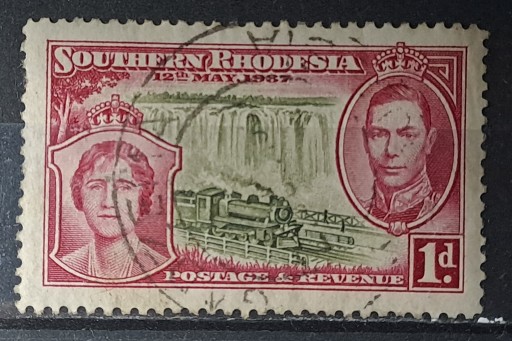 SOUTHERN RHODESIA
12TH MAY, 1937
POSTAGE & REVENUE
1d.